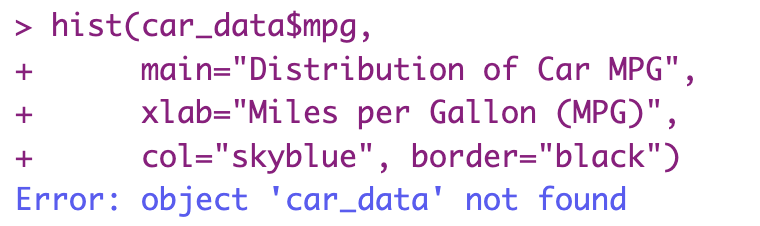 > hist(car_data$mpg,
+      main="Distribution of Car MPG",
+      xlab="Miles per Gallon (MPG)",
+      col="skyblue", border="black")
Error: object 'car_data' not found